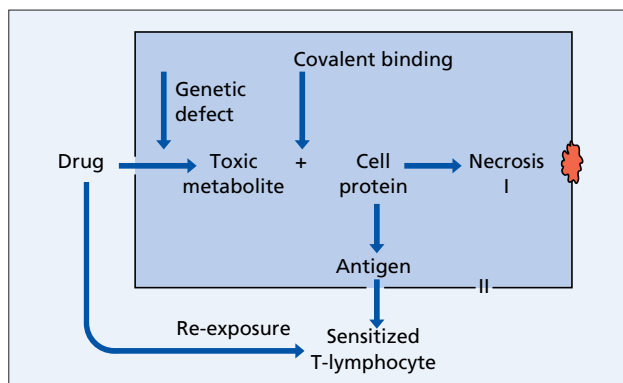 Covalent binding
Genetic
defect
Drug
Toxic
metabolite
+
Cell
protein
Necrosis
I
Antigen
II
Re-exposure
Sensitized
T-lymphocyte